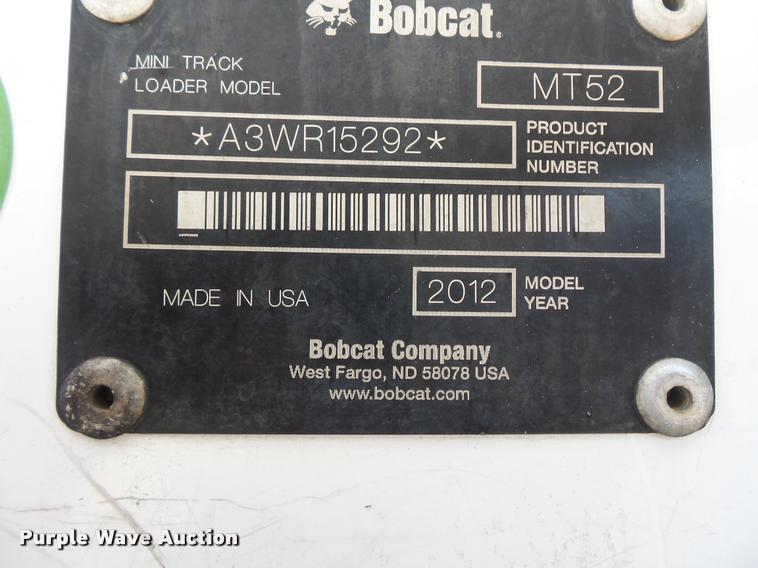 Bobcat®
MINI TRACK
LOADER MODEL
MT52
*A3WR15292*
PRODUCT
IDENTIFICATION
NUMBER
MADE IN USA
2012
MODEL
YEAR
Bobcat Company
West Fargo, ND 58078 USA
www.bobcat.com
Purple Wave Auction